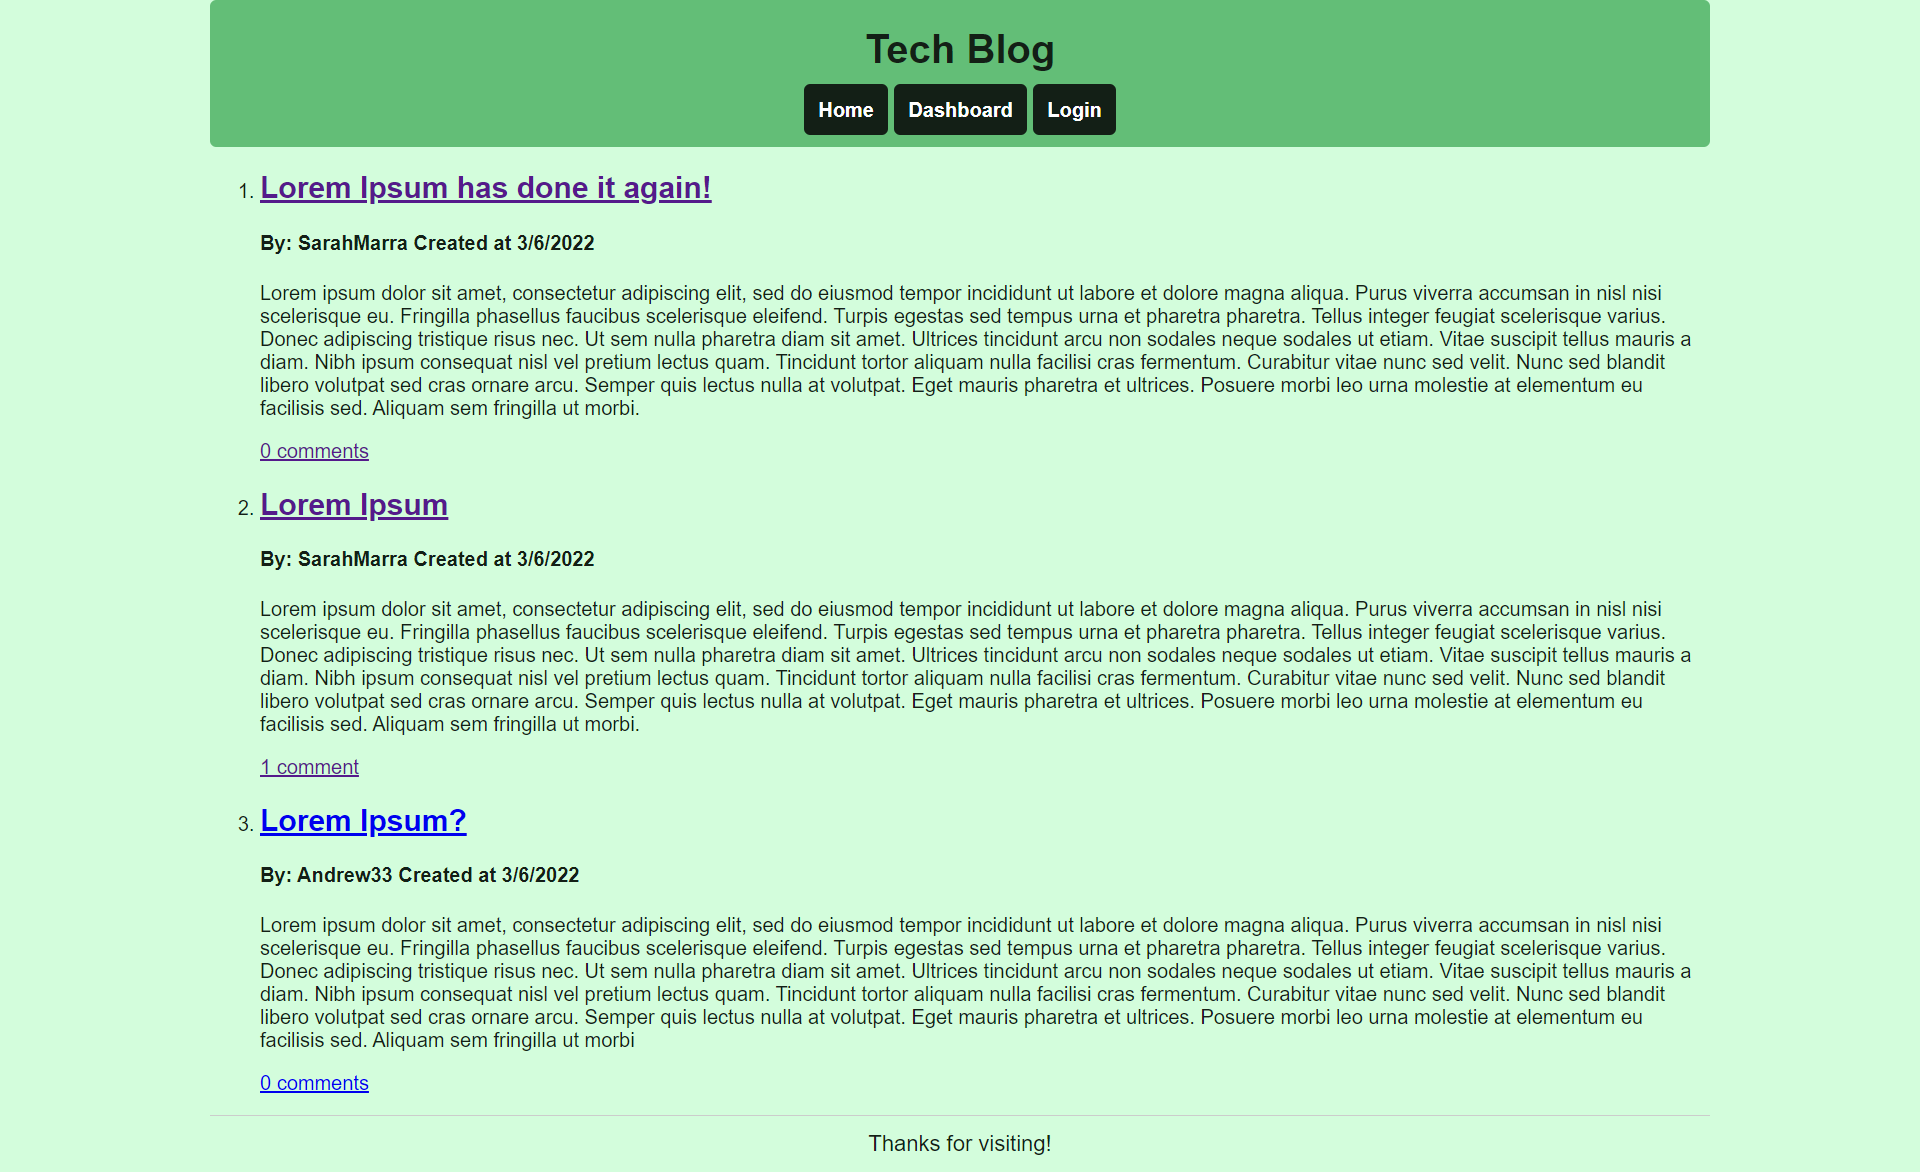 Tech Blog
Home Dashboard Login
1. Lorem Ipsum has done it again!
By: SarahMarra Created at 3/6/2022
Lorem ipsum dolor sit amet, consectetur adipiscing elit, sed do eiusmod tempor incididunt ut labore et dolore magna aliqua. Purus viverra accumsan in nisl nisi
scelerisque eu. Fringilla phasellus faucibus scelerisque eleifend. Turpis egestas sed tempus urna et pharetra pharetra. Tellus integer feugiat scelerisque varius.
Donec adipiscing tristique risus nec. Ut sem nulla pharetra diam sit amet. Ultrices tincidunt arcu non sodales neque sodales ut etiam. Vitae suscipit tellus mauris a
diam. Nibh ipsum consequat nisl vel pretium lectus quam. Tincidunt tortor aliquam nulla facilisi cras fermentum. Curabitur vitae nunc sed velit. Nunc sed blandit
libero volutpat sed cras ornare arcu. Semper quis lectus nulla at volutpat. Eget mauris pharetra et ultrices. Posuere morbi leo urna molestie at elementum eu
facilisis sed. Aliquam sem fringilla ut morbi.
0 comments
2. Lorem Ipsum
By: SarahMarra Created at 3/6/2022
Lorem ipsum dolor sit amet, consectetur adipiscing elit, sed do eiusmod tempor incididunt ut labore et dolore magna aliqua. Purus viverra accumsan in nisl nisi
scelerisque eu. Fringilla phasellus faucibus scelerisque eleifend. Turpis egestas sed tempus urna et pharetra pharetra. Tellus integer feugiat scelerisque varius.
Donec adipiscing tristique risus nec. Ut sem nulla pharetra diam sit amet. Ultrices tincidunt arcu non sodales neque sodales ut etiam. Vitae suscipit tellus mauris a
diam. Nibh ipsum consequat nisl vel pretium lectus quam. Tincidunt tortor aliquam nulla facilisi cras fermentum. Curabitur vitae nunc sed velit. Nunc sed blandit
libero volutpat sed cras ornare arcu. Semper quis lectus nulla at volutpat. Eget mauris pharetra et ultrices. Posuere morbi leo urna molestie at elementum eu
facilisis sed. Aliquam sem fringilla ut morbi.
1 comment
3. Lorem Ipsum?
By: Andrew33 Created at 3/6/2022
Lorem ipsum dolor sit amet, consectetur adipiscing elit, sed do eiusmod tempor incididunt ut labore et dolore magna aliqua. Purus viverra accumsan in nisl nisi
scelerisque eu. Fringilla phasellus faucibus scelerisque eleifend. Turpis egestas sed tempus urna et pharetra pharetra. Tellus integer feugiat scelerisque varius.
Donec adipiscing tristique risus nec. Ut sem nulla pharetra diam sit amet. Ultrices tincidunt arcu non sodales neque sodales ut etiam. Vitae suscipit tellus mauris a
diam. Nibh ipsum consequat nisl vel pretium lectus quam. Tincidunt tortor aliquam nulla facilisi cras fermentum. Curabitur vitae nunc sed velit. Nunc sed blandit
libero volutpat sed cras ornare arcu. Semper quis lectus nulla at volutpat. Eget mauris pharetra et ultrices. Posuere morbi leo urna molestie at elementum eu
facilisis sed. Aliquam sem fringilla ut morbi
0 comments
Thanks for visiting!